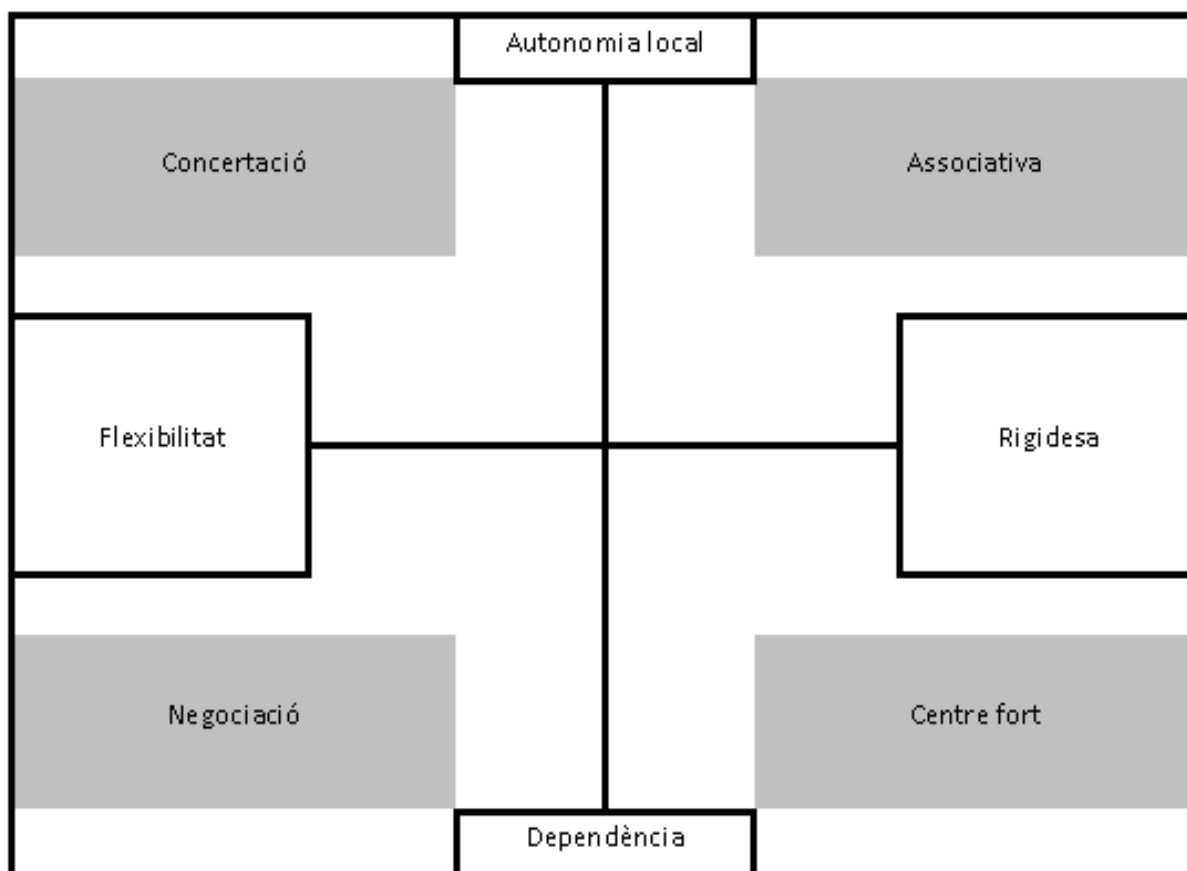 Autonomia local
Concertació
Associativa
Flexibilitat
Rigidesa
Negociació
Centre fort
Dependència